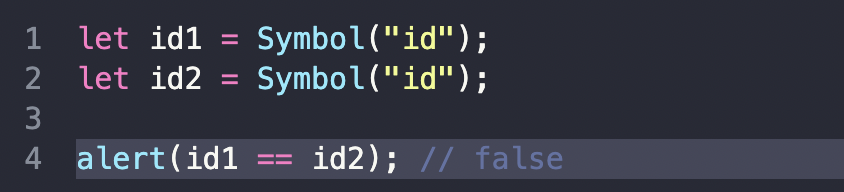 1 let id1 = Symbol("id");
2 let id2 = Symbol("id");
3
4 alert(id1 == id2); // false